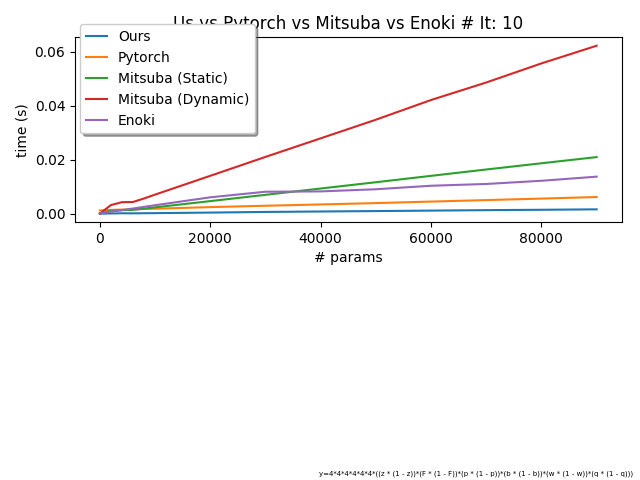 Us vs Pytorch vs Mitsuba vs Enoki # It: 10
Ours
Pytorch
Mitsuba (Static)
Mitsuba (Dynamic)
Enoki
time (s)
0.06
0.04
0.02
0.00
0 20000 40000 60000 80000
# params
y=4*4*4*4*4*4*((z * (1 - z))*(F * (1 - F))*(p * (1 - p))*(b * (1 - b))*(w * (1 - w))*(q * (1 - q)))